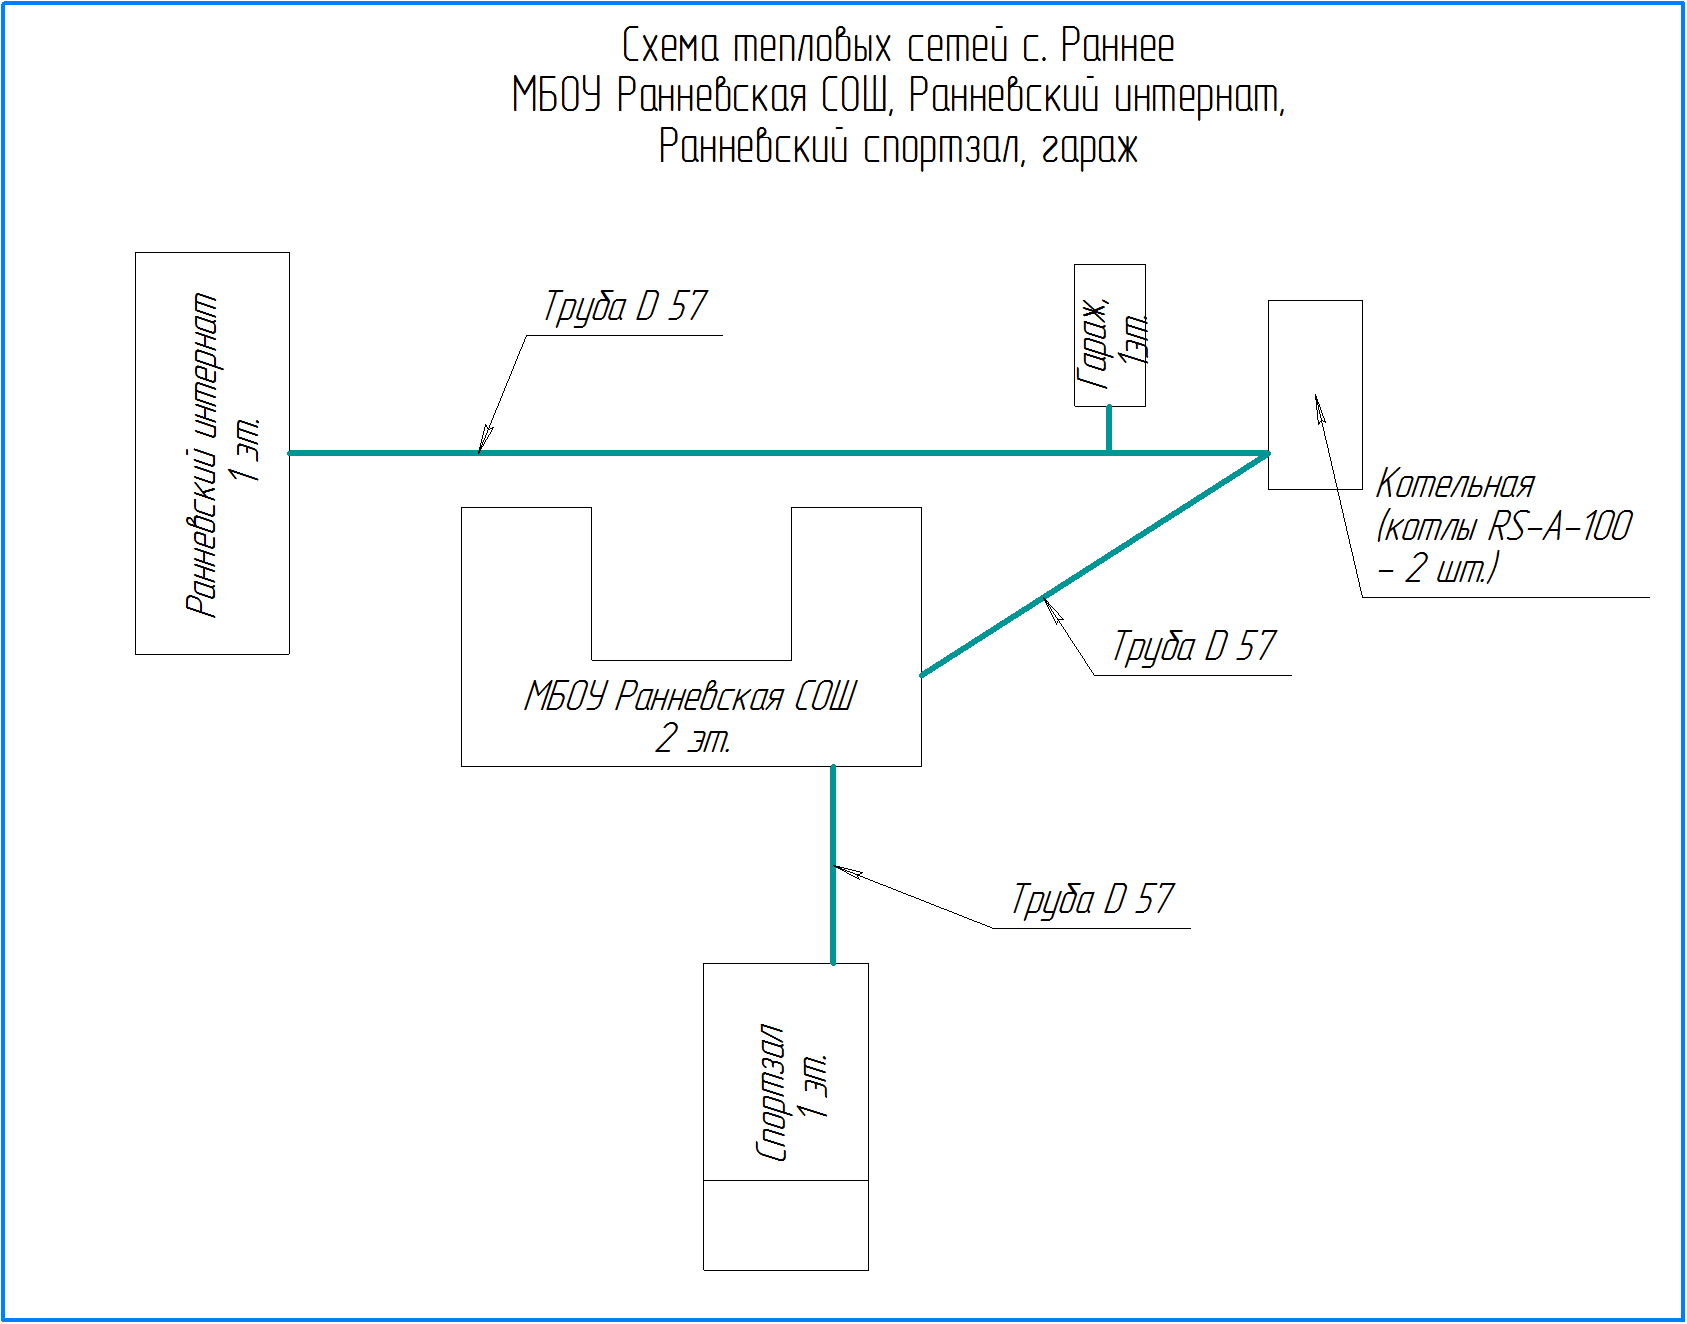 Схема тепловых сетей с. Раннее
МБОУ Ранневская СОШ, Ранневский интернат,
Ранневский спортзал, гараж
Ранневский интернат
1 эт.
Труба D 57
Гараж,
1эт.
Котельная
(котлы RS-A-100
- 2 шт.)
Труба D 57
МБОУ Ранневская СОШ
2 эт.
Труба D 57
Спортзал
1 эт.